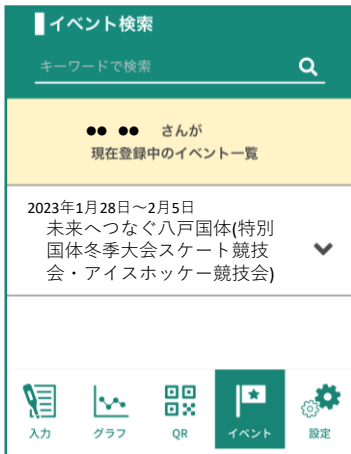 イベント検索
キーワードで検索
●● ●● さんが
現在登録中のイベント一覧
2023年1月28日～2月5日
未来へつなぐ八戸国体(特別
国体冬季大会スケート競技
会・アイスホッケー競技会)
入力 グラフ QR イベント 設定